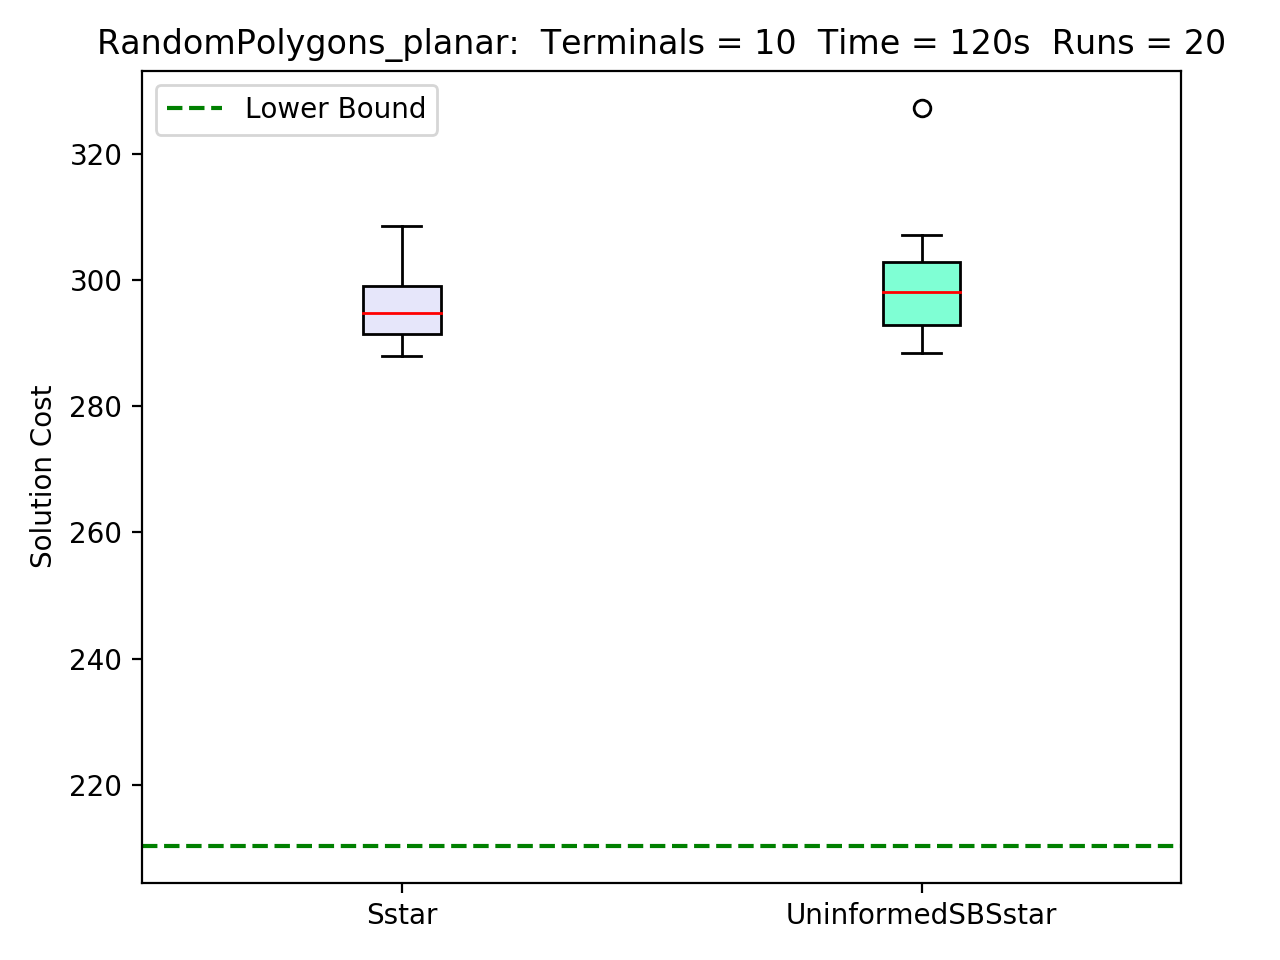 RandomPolygons_planar: Terminals = 10 Time = 120s Runs = 20
Lower Bound
Solution Cost
320
300
280
260
240
220
Sstar
UninformedSBSstar